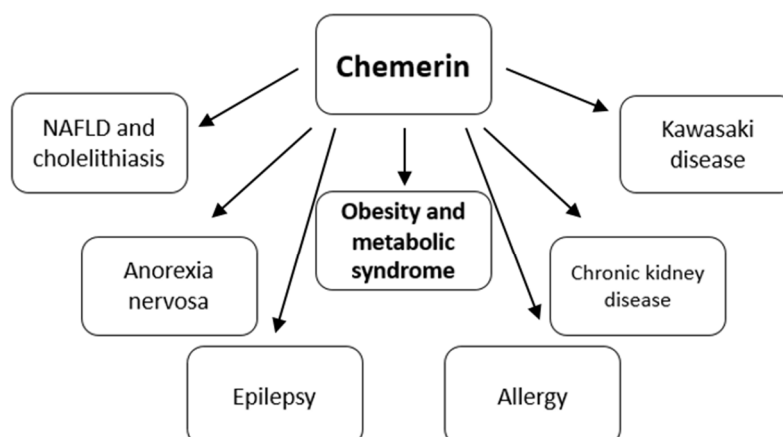 Chemerin
NAFLD and
cholelithiasis
Kawasaki
disease
Obesity and
metabolic
syndrome
Anorexia
nervosa
Chronic kidney
disease
Epilepsy
Allergy